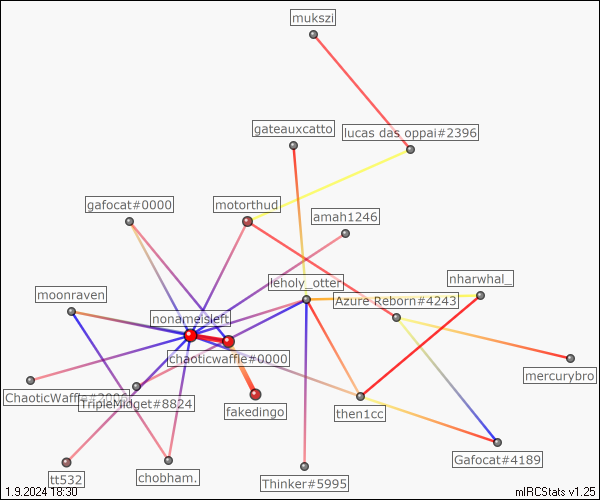 mukszi
gateauxcatto
lucas das oppai#2396
gafocat#0000
motorthud
amah1246
leholy_otter
nharwhal_
moonraven
Azure Reborn#4243
nonameisleft
chaoticwaffle#0000
mercurybro
TripleMidget#8824
fakedingo
then1cc
Gafocat#4189
tt532
chobham.
Thinker#5995
1.9.2024 18:30
mIRCStats v1.25